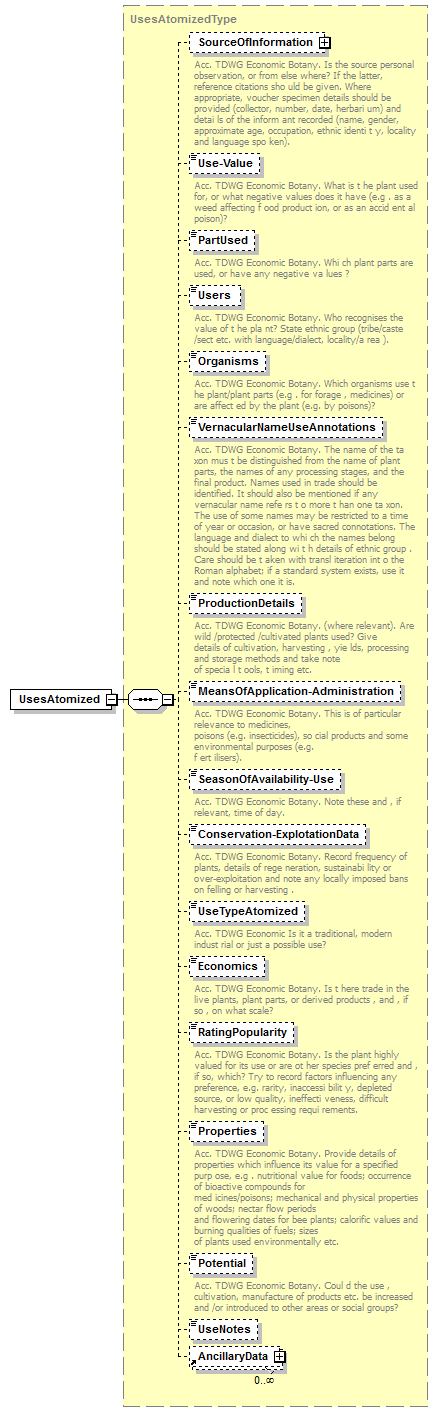 UsesAtomizedType
SourceOfInformation
Acc. TDWG Economic Botany. Is the source personal
observation, or from else where? If the latter,
reference citations sho uld be given. Where
appropriate, voucher specimen details should be
provided (collector, number, date, herbari um) and
detai ls of the inform ant recorded (name, gender,
approximate age, occupation, ethnic identi t y, locality
and language spo ken).
Use-Value
Acc. TDWG Economic Botany. What is t he plant used
for, or what negative values does it have (e.g . as a
weed affecting f ood product ion, or as an accid ent al
poison)?
PartUsed
Acc. TDWG Economic Botany. Whi ch plant parts are
used, or have any negative va lues ?
Users
Acc. TDWG Economic Botany. Who recognises the
value of t he pla nt? State ethnic group (tribe/caste
/sect etc. with language/dialect, locality/a rea ).
Organisms
Acc. TDWG Economic Botany. Which organisms use t
he plant/plant parts (e.g . for forage , medicines) or
are affect ed by the plant (e.g. by poisons)?
VernacularNameUseAnnotations
Acc. TDWG Economic Botany. The name of the ta
xon mus t be distinguished from the name of plant
parts, the names of any processing stages, and the
final product. Names used in trade should be
identified. It should also be mentioned if any
vernacular name refe rs t o more t han one ta xon.
The use of some names may be restricted to a time
of year or occasion, or have sacred connotations. The
language and dialect to whi ch the names belong
should be stated along wi t h details of ethnic group .
Care should be t aken with transl iteration int o the
Roman alphabet; if a standard system exists, use it
and note which one it is.
ProductionDetails
Acc. TDWG Economic Botany. (where relevant). Are
wild /protected /cultivated plants used? Give
details of cultivation, harvesting , yie lds, processing
and storage methods and take note
of specia l t ools, t iming etc.
UsesAtomized
MeansOfApplication-Administration
Acc. TDWG Economic Botany. This is of particular
relevance to medicines,
poisons (e.g. insecticides), so cial products and some
environmental purposes (e.g.
f ert ilisers).
SeasonOfAvailability-Use
Acc. TDWG Economic Botany. Note these and , if
relevant, time of day.
Conservation-ExplotationData
Acc. TDWG Economic Botany. Record frequency of
plants, details of rege neration, sustainabi lity or
over-exploitation and note any locally imposed bans
on felling or harvesting .
UseTypeAtomized
Acc. TDWG Economic Is it a traditional, modern
indust rial or just a possible use?
Economics
Acc. TDWG Economic Botany. Is t here trade in the
live plants, plant parts, or derived products , and , if
so , on what scale?
RatingPopularity
Acc. TDWG Economic Botany. Is the plant highly
valued for its use or are ot her species pref erred and ,
if so, which? Try to record factors influencing any
preference, e.g. rarity, inaccessi bilit y, depleted
source, or low quality, ineffecti veness, difficult
harvesting or proc essing requi rements.
Properties
Acc. TDWG Economic Botany. Provide details of
properties which influence its value for a specified
purp ose, e.g . nutritional value for foods; occurrence
of bioactive compounds for
med icines/poisons; mechanical and physical properties
of woods; nectar flow periods
and flowering dates for bee plants; calorific values and
burning qualities of fuels; sizes
of plants used environmentally etc.
Potential
Acc. TDWG Economic Botany. Coul d the use ,
cultivation, manufacture of products etc. be increased
and /or introduced to other areas or social groups?
UseNotes
AncillaryData
0..∞